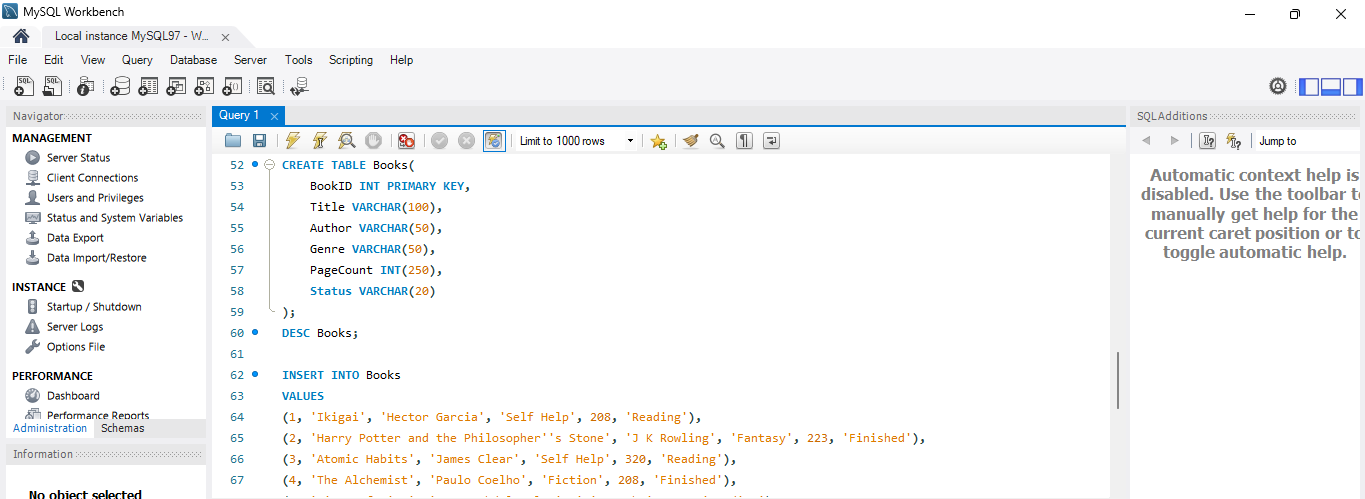 MySQL Workbench
Local instance MySQL97 - W...
File Edit View Query Database Server Tools Scripting Help
Navigator
MANAGEMENT
Server Status
Client Connections
Users and Privileges
Status and System Variables
Data Export
Data Import/Restore
INSTANCE
Startup / Shutdown
Server Logs
Options File
PERFORMANCE
Dashboard
Performance Reports
Administration Schemas
Information
No object selected
Query 1
Limit to 1000 rows
52 CREATE TABLE Books(
53 BookID INT PRIMARY KEY,
54 Title VARCHAR(100),
55 Author VARCHAR(50),
56 Genre VARCHAR(50),
57 PageCount INT(250),
58 Status VARCHAR(20)
59 );
60 DESC Books;
61
62 INSERT INTO Books
63 VALUES
64 (1, 'Ikigai', 'Hector Garcia', 'Self Help', 208, 'Reading'),
65 (2, 'Harry Potter and the Philosopher''s Stone', 'J K Rowling', 'Fantasy', 223, 'Finished'),
66 (3, 'Atomic Habits', 'James Clear', 'Self Help', 320, 'Reading'),
67 (4, 'The Alchemist', 'Paulo Coelho', 'Fiction', 208, 'Finished'),
SQLAdditions
Jump to
Automatic context help is
disabled. Use the toolbar to
manually get help for the
current caret position or to
toggle automatic help.